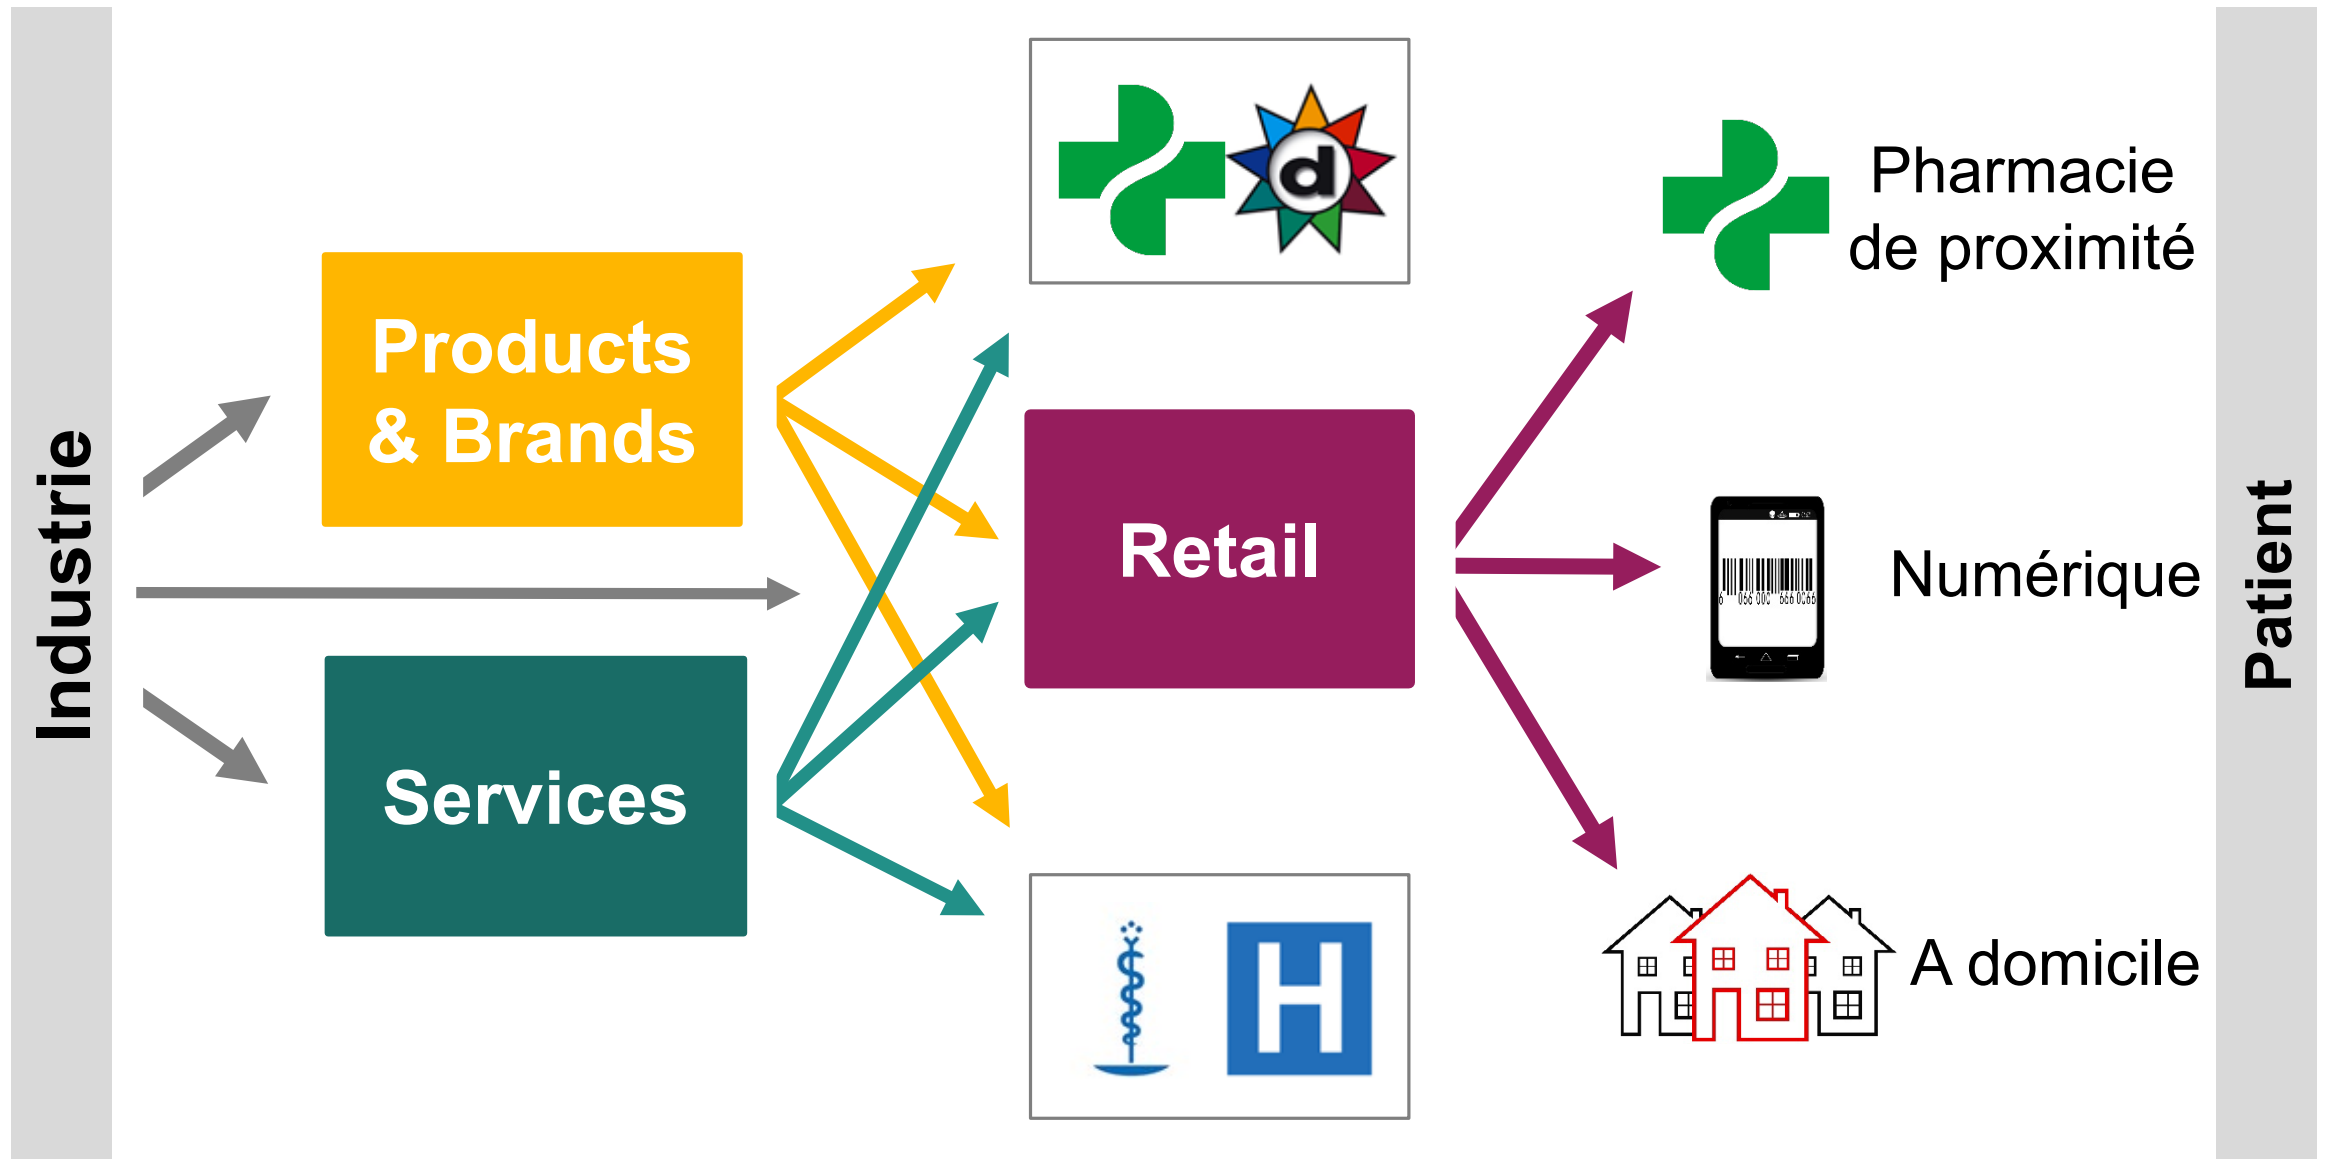 Industrie
Products
& Brands
Services
d
Retail
H
Pharmacie
de proximité
Numérique
A domicile
Patient